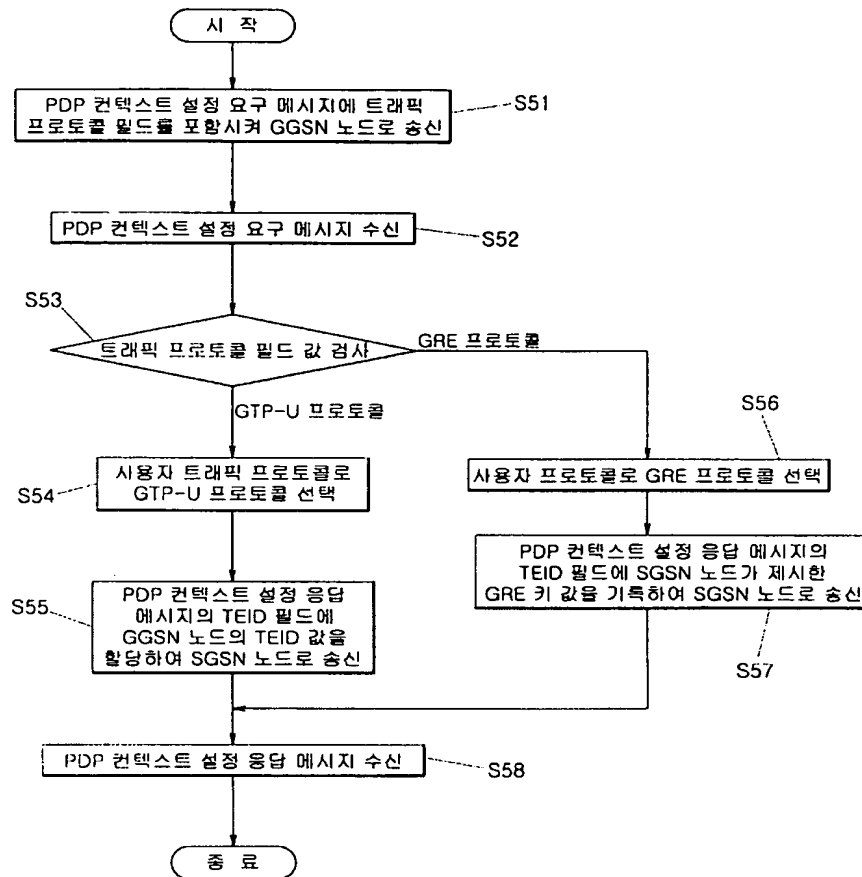 시 작
PDP 컨텍스트 설정 요구 메시지에 트래픽
프로토콜 필드를 포함시켜 GGSN 노드로 송신
S51
PDP 컨텍스트 설정 요구 메시지 수신
S52
S53
트래픽 프로토콜 필드 값 검사
GRE 프로토콜
GTP-U 프로토콜
S56
사용자 트래픽 프로토콜로
GTP-U 프로토콜 선택
S54
사용자 프로토콜로 GRE 프로토콜 선택
PDP 컨텍스트 설정 응답 메시지의
TEID 필드에 SGSN 노드가 제시한
GRE 키 값을 기록하여 SGSN 노드로 송신
S57
S55
PDP 컨텍스트 설정 응답
메시지의 TEID 필드에
GGSN 노드의 TEID 값을
할당하여 SGSN 노드로 송신
PDP 컨텍스트 설정 응답 메시지 수신
S58
종 료